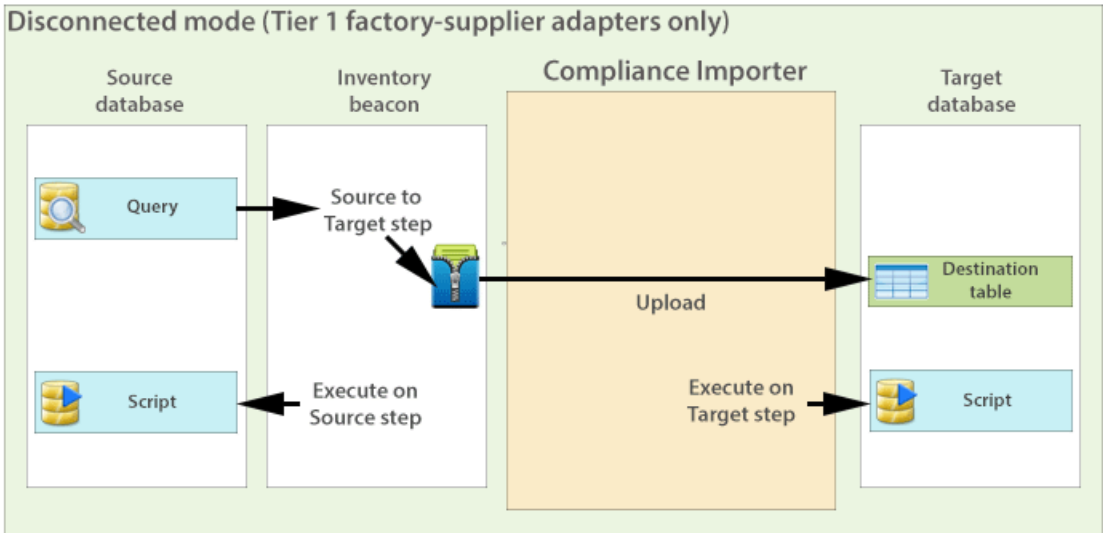 Disconnected mode (Tier 1 factory-supplier adapters only)
Source
database
Inventory
beacon
Compliance Importer
Target
database
Query
Source to
Target step
Upload
Destination
table
Script
Execute on
Source step
Execute on
Target step
Script